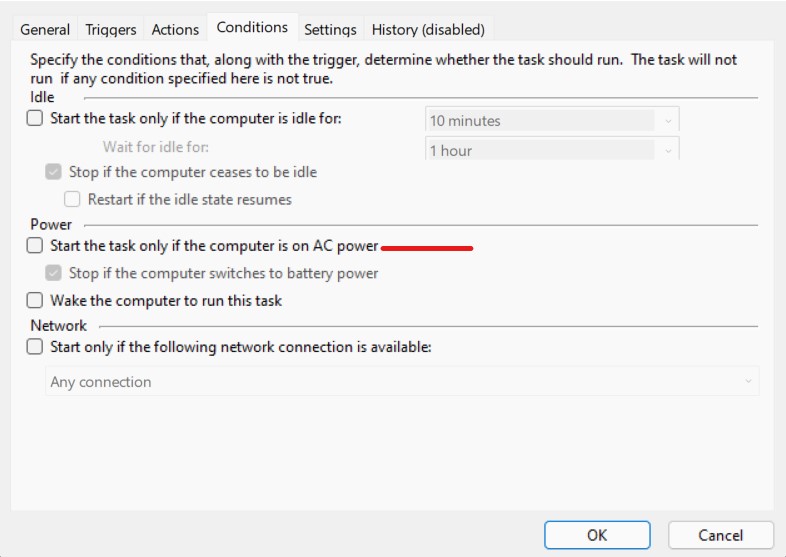 General Triggers Actions Conditions Settings History (disabled)
Specify the conditions that, along with the trigger, determine whether the task should run. The task will not
run if any condition specified here is not true.
Idle
Start the task only if the computer is idle for: 10 minutes
Wait for idle for: 1 hour
Stop if the computer ceases to be idle
Restart if the idle state resumes
Power
Start the task only if the computer is on AC power
Stop if the computer switches to battery power
Wake the computer to run this task
Network
Start only if the following network connection is available:
Any connection
OK Cancel